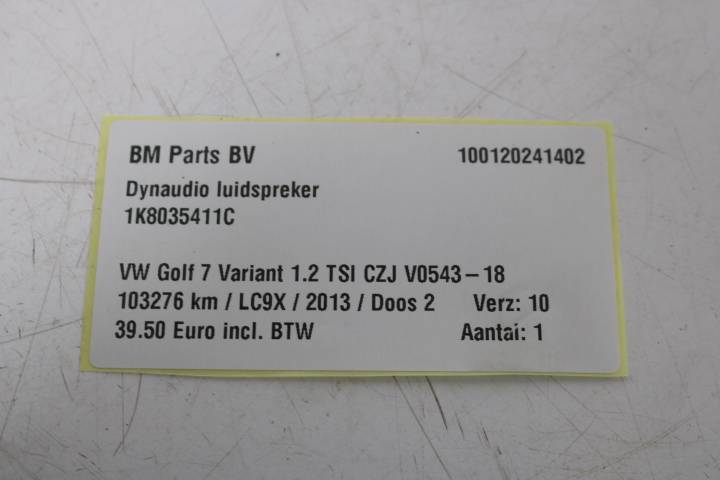 BM Parts BV 100120241402
Dynaudio luidspreker
1K8035411C
VW Golf 7 Variant 1.2 TSI CZJ V0543-18
103276 km / LC9X / 2013 / Doos 2 Verz: 10
39.50 Euro incl. BTW Aantai: 1